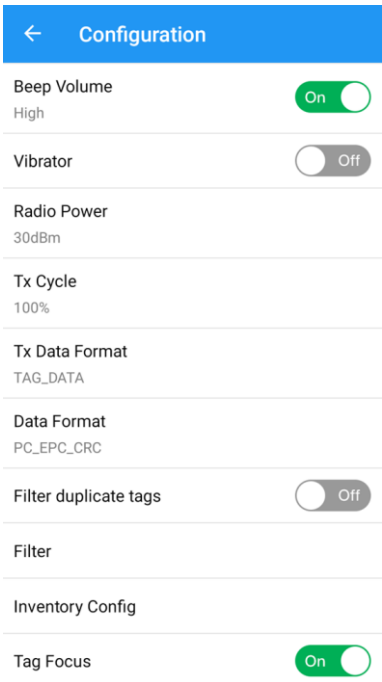 Configuration
Beep Volume
On
High
Vibrator
Off
Radio Power
30dBm
Tx Cycle
100%
Tx Data Format
TAG_DATA
Data Format
PC_EPC_CRC
Filter duplicate tags
Off
Filter
Inventory Config
Tag Focus
On